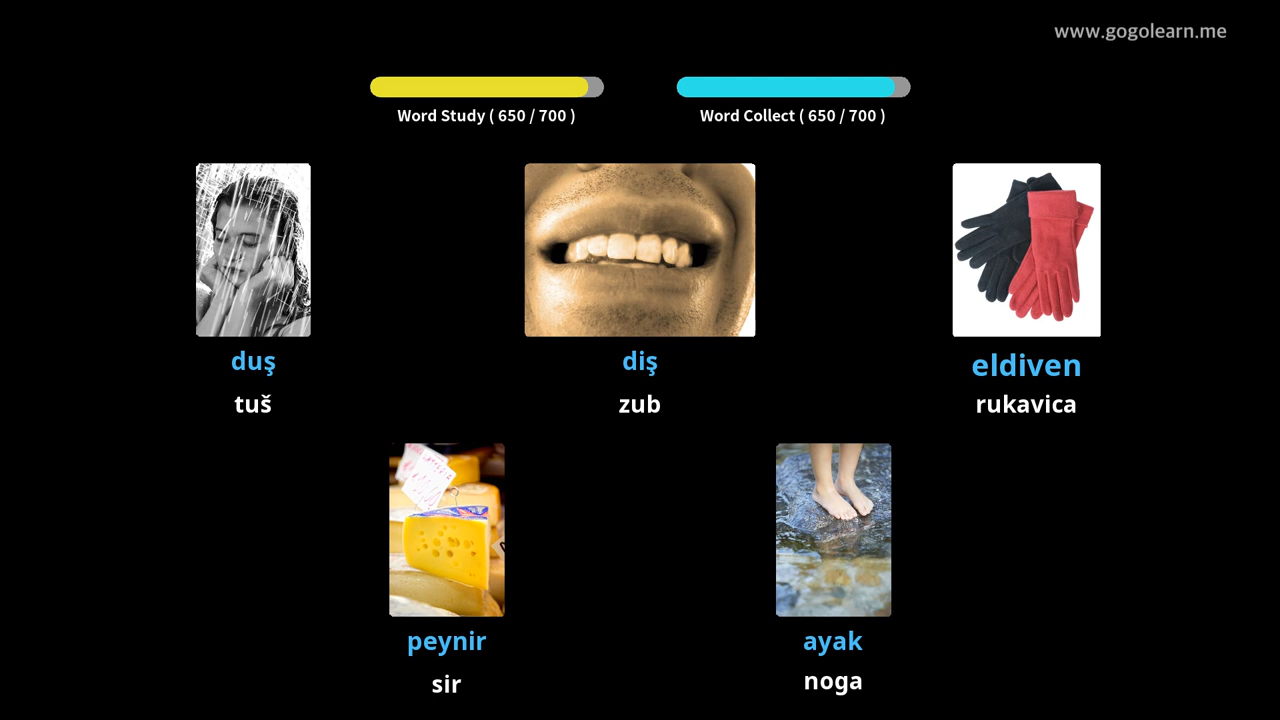 www.gogolearn.me
Word Study ( 650 / 700 )
Word Collect ( 650 / 700 )
duş
diş
eldiven
tuš
zub
rukavica
peynir
ayak
sir
noga